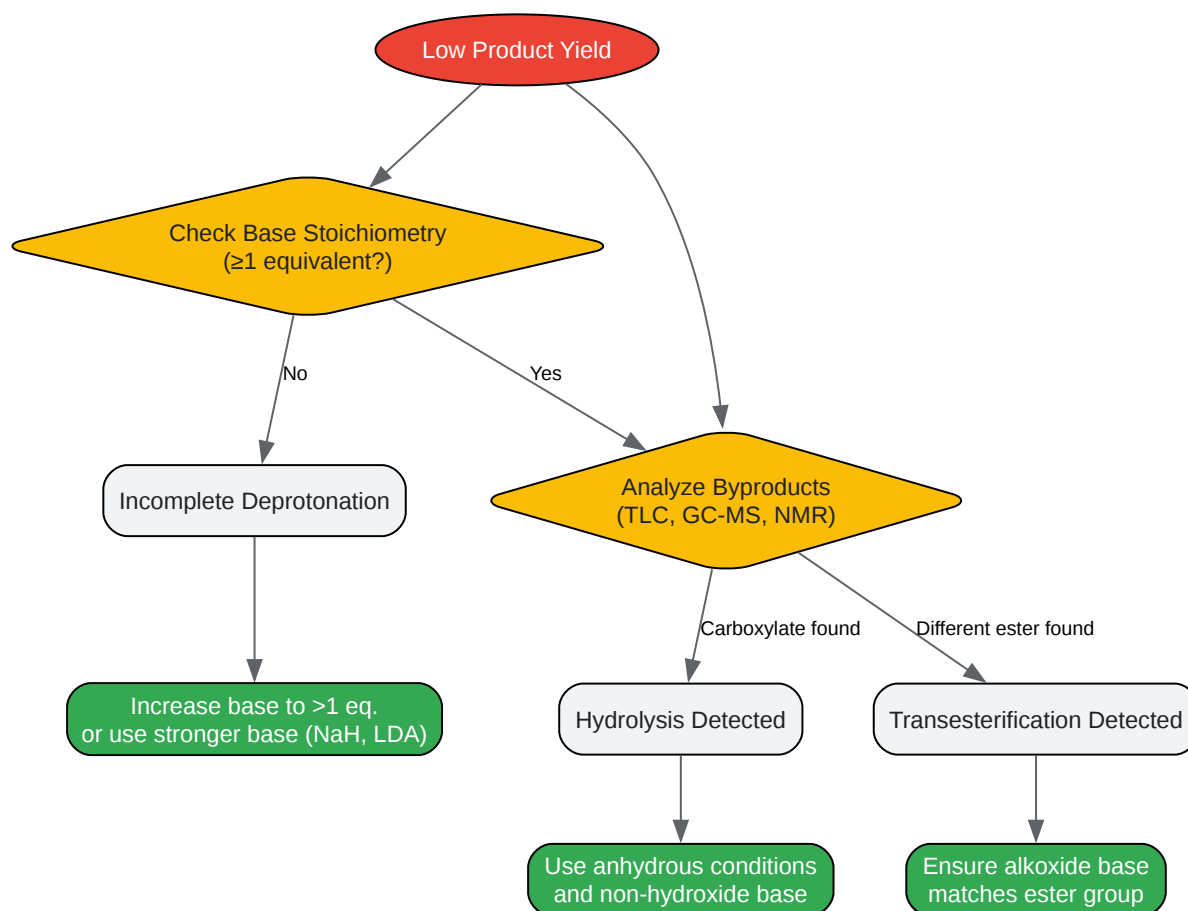 Low Product Yield
Check Base Stoichiometry
(≥1 equivalent?)
No
Yes
Incomplete Deprotonation
Analyze Byproducts
(TLC, GC-MS, NMR)
Carboxylate found
Different ester found
Increase base to >1 eq.
or use stronger base (NaH, LDA)
Hydrolysis Detected
Transesterification Detected
Use anhydrous conditions
and non-hydroxide base
Ensure alkoxide base
matches ester group